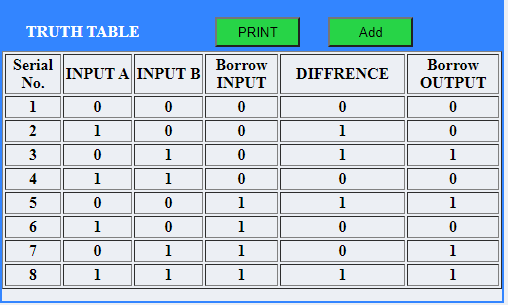 TRUTH TABLE PRINT Add
Serial No. INPUT A INPUT B Borrow INPUT DIFFRENCE Borrow OUTPUT
1 0 0 0 0 0
2 1 0 0 1 0
3 0 1 0 1 1
4 1 1 0 0 0
5 0 0 1 1 1
6 1 0 1 0 0
7 0 1 1 0 1
8 1 1 1 1 1